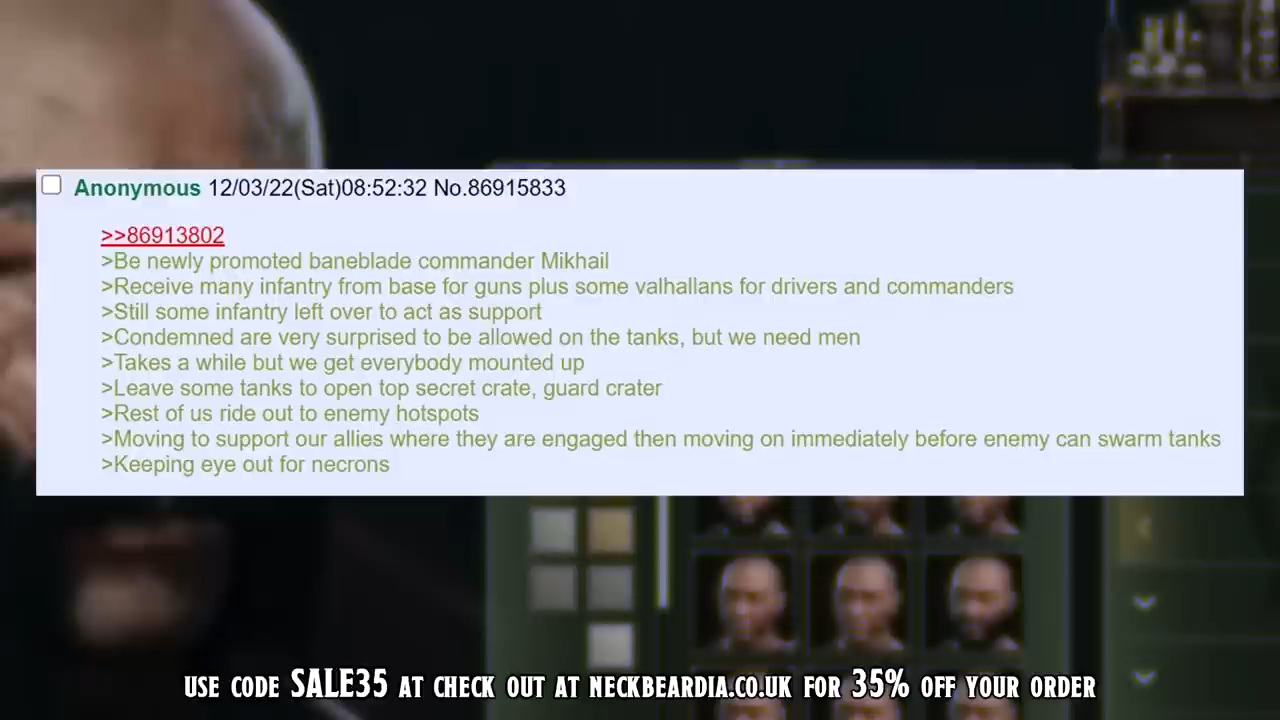 Anonymous 12/03/22(Sat)08:52:32 No.86915833
>>86913802
>Be newly promoted baneblade commander Mikhail
>Receive many infantry from base for guns plus some valhallans for drivers and commanders
>Still some infantry left over to act as support
>Condemned are very surprised to be allowed on the tanks, but we need men
>Takes a while but we get everybody mounted up
>Leave some tanks to open top secret crate, guard crater
>Rest of us ride out to enemy hotspots
>Moving to support our allies where they are engaged then moving on immediately before enemy can swarm tanks
>Keeping eye out for necrons
USE CODE SALE35 AT CHECK OUT AT NECKBEARDIA.CO.UK FOR 35% OFF YOUR ORDER